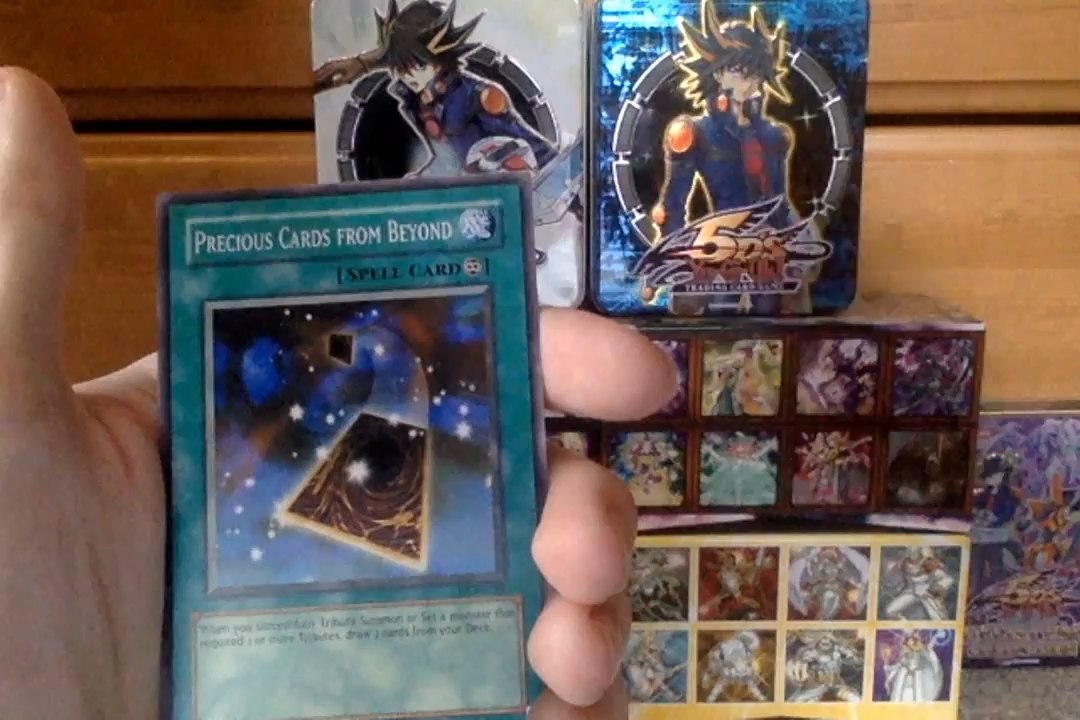 5D's
YU-GI-OH!
TRADING CARD GAME
PRECIOUS CARDS FROM BEYOND
[SPELL CARD]
When you successfully Tribute Summon or Set a monster that
required 2 or more Tributes, draw 2 cards from your Deck.
5D's